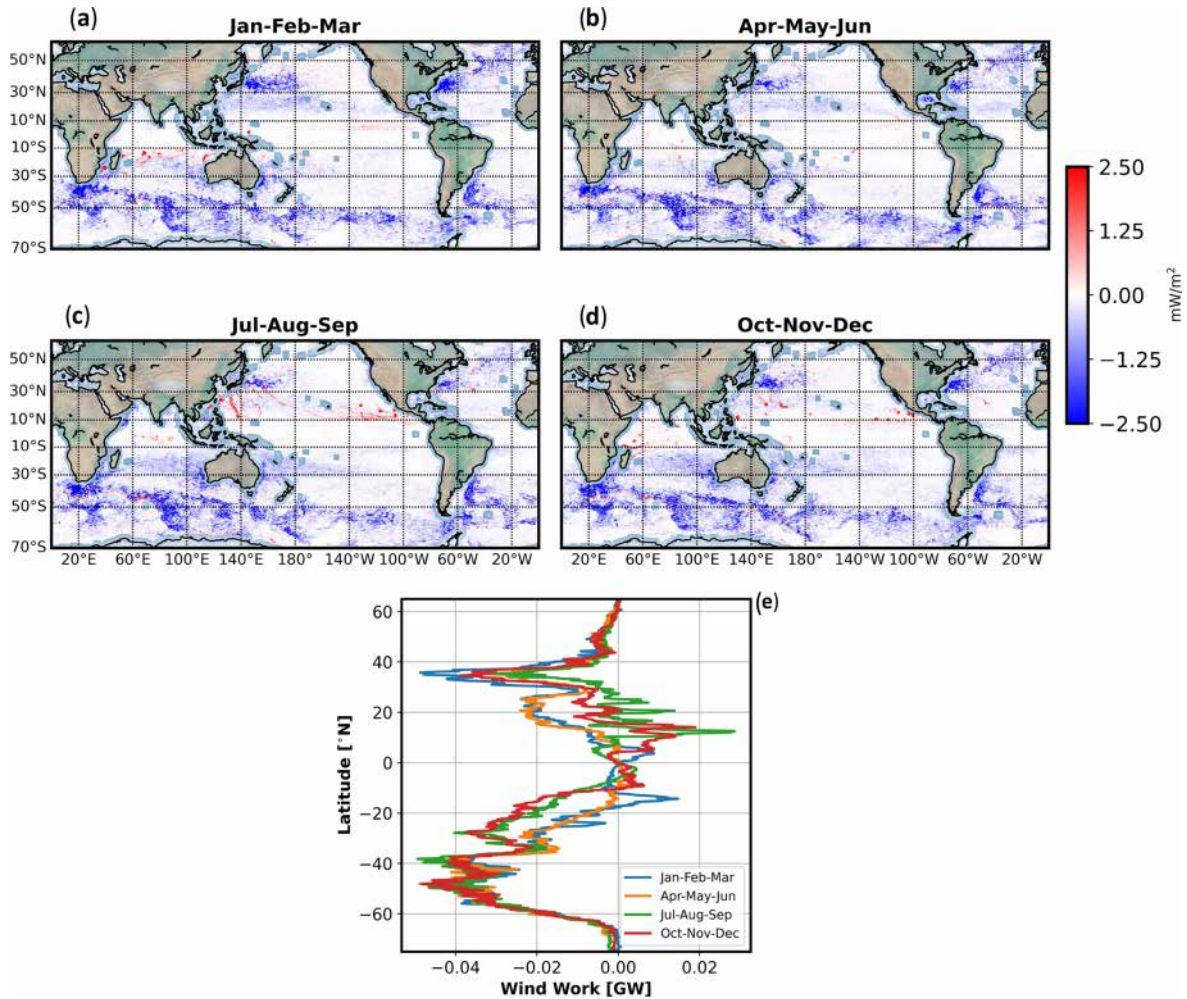 (a) Jan-Feb-Mar
(b) Apr-May-Jun
50°N
30°N
10°N
10°S
30°S
50°S
70°S
2.50
1.25
0.00
−1.25
−2.50
mW/m²
(c) Jul-Aug-Sep
(d) Oct-Nov-Dec
50°N
30°N
10°N
10°S
30°S
50°S
70°S
20°E 60°E 100°E 140°E 180° 140°W 100°W 60°W 20°W
20°E 60°E 100°E 140°E 180° 140°W 100°W 60°W 20°W
(e)
60
40
20
0
−20
−40
−60
Latitude [°N]
Jan-Feb-Mar
Apr-May-Jun
Jul-Aug-Sep
Oct-Nov-Dec
−0.04 −0.02 0.00 0.02
Wind Work [GW]